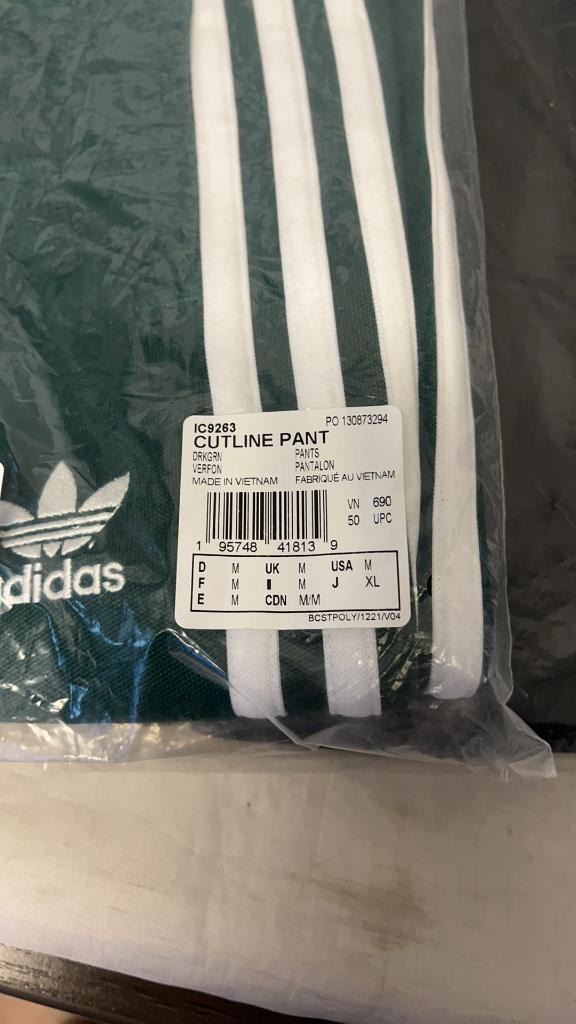 IC9263
PO 130873294
CUTLINE PANT
DRKGRN PANTS
VERFON PANTALON
MADE IN VIETNAM FABRIQUÉ AU VIETNAM
VN 690
50 UPC
1 95748 41813 9
D M UK M USA M
F M I M J XL
E M CDN M/M
BCSTPOLY/1221/V04
adidas